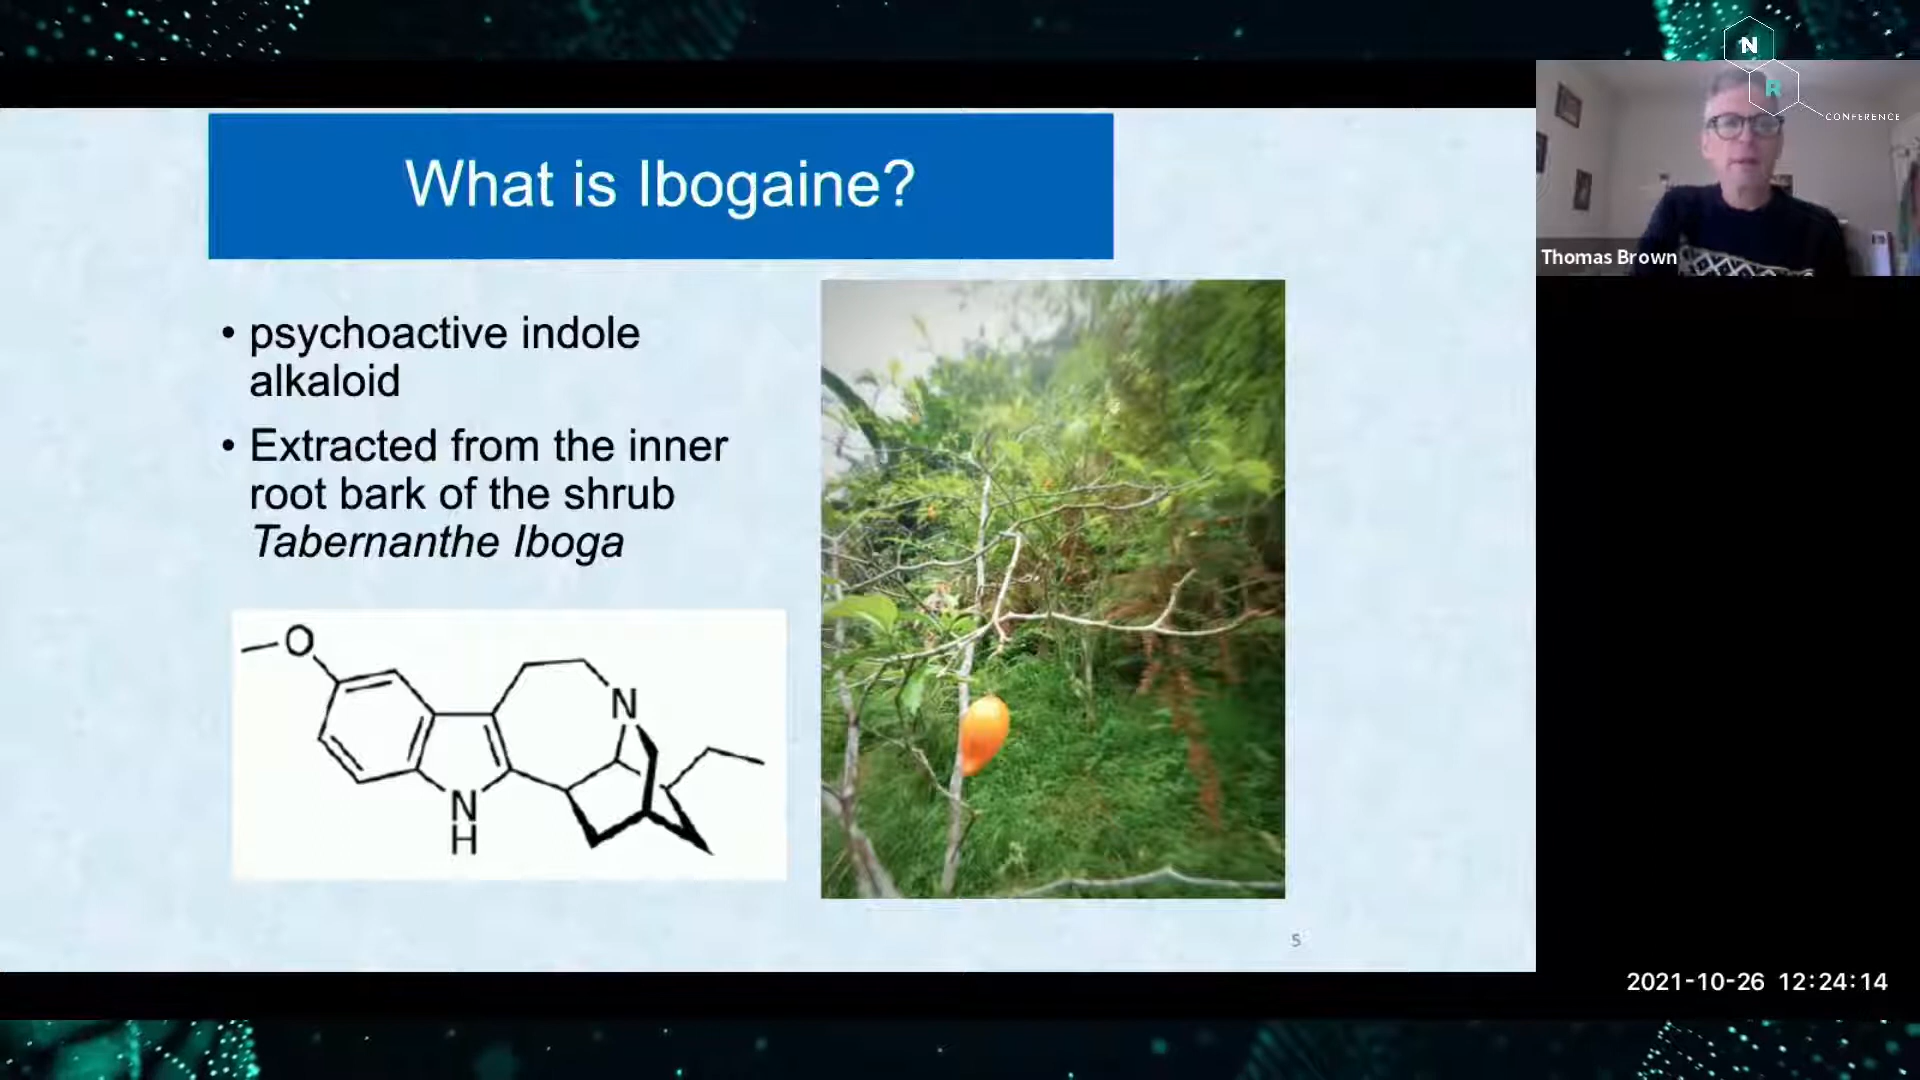 N
R
CONFERENCE
What is Ibogaine?
Thomas Brown
• psychoactive indole
alkaloid
• Extracted from the inner
root bark of the shrub
Tabernanthe Iboga
O
N
N
H
5
2021-10-26 12:24:14